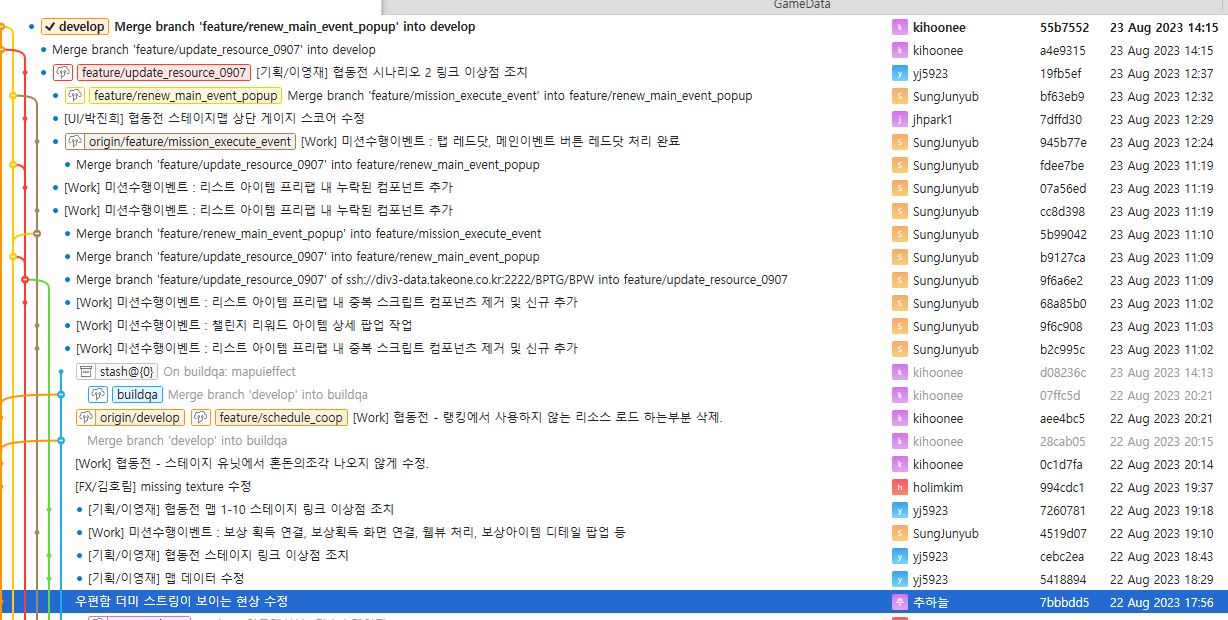 GameData
develop Merge branch 'feature/renew_main_event_popup' into develop kihoonee 55b7552 23 Aug 2023 14:15
Merge branch 'feature/update_resource_0907' into develop k kihoonee a4e9315 23 Aug 2023 14:15
feature/update_resource_0907 [기획/이영재] 협동전 시나리오 2 링크 이상점 조치 y yj5923 19fb5ef 23 Aug 2023 12:37
feature/renew_main_event_popup Merge branch 'feature/mission_execute_event' into feature/renew_main_event_popup S SungJunyub bf63eb9 23 Aug 2023 12:32
[UI/박진희] 협동전 스테이지맵 상단 게이지 스코어 수정 j jhpark1 7dffd30 23 Aug 2023 12:29
origin/feature/mission_execute_event [Work] 미션수행이벤트 : 탭 레드닷, 메인이벤트 버튼 레드닷 처리 완료 S SungJunyub 945b77e 23 Aug 2023 12:24
Merge branch 'feature/update_resource_0907' into feature/renew_main_event_popup S SungJunyub fdee7be 23 Aug 2023 11:19
[Work] 미션수행이벤트 : 리스트 아이템 프리팹 내 누락된 컴포넌트 추가 S SungJunyub 07a56ed 23 Aug 2023 11:19
[Work] 미션수행이벤트 : 리스트 아이템 프리팹 내 누락된 컴포넌트 추가 S SungJunyub cc8d398 23 Aug 2023 11:19
Merge branch 'feature/renew_main_event_popup' into feature/mission_execute_event S SungJunyub 5b99042 23 Aug 2023 11:10
Merge branch 'feature/update_resource_0907' into feature/renew_main_event_popup S SungJunyub b9127ca 23 Aug 2023 11:09
Merge branch 'feature/update_resource_0907' of ssh://div3-data.takeone.co.kr:2222/BPTG/BPW into feature/update_resource_0907 S SungJunyub 9f6a6e2 23 Aug 2023 11:09
[Work] 미션수행이벤트 : 리스트 아이템 프리팹 내 중복 스크립트 컴포넌츠 제거 및 신규 추가 S SungJunyub 68a85b0 23 Aug 2023 11:02
[Work] 미션수행이벤트 : 챌린지 리워드 아이템 상세 팝업 작업 S SungJunyub 9f6c908 23 Aug 2023 11:03
[Work] 미션수행이벤트 : 리스트 아이템 프리팹 내 중복 스크립트 컴포넌츠 제거 및 신규 추가 S SungJunyub b2c995c 23 Aug 2023 11:02
stash@{0} On buildqa: mapuieffect k kihoonee d08236c 23 Aug 2023 14:13
buildqa Merge branch 'develop' into buildqa k kihoonee 07ffc5d 22 Aug 2023 20:21
origin/develop feature/schedule_coop [Work] 협동전 - 랭킹에서 사용하지 않는 리소스 로드 하는부분 삭제. k kihoonee aee4bc5 22 Aug 2023 20:21
Merge branch 'develop' into buildqa k kihoonee 28cab05 22 Aug 2023 20:15
[Work] 협동전 - 스테이지 유닛에서 혼돈의조각 나오지 않게 수정. k kihoonee 0c1d7fa 22 Aug 2023 20:14
[FX/김호림] missing texture 수정 h holimkim 994cdc1 22 Aug 2023 19:37
[기획/이영재] 협동전 맵 1-10 스테이지 링크 이상점 조치 y yj5923 7260781 22 Aug 2023 19:18
[Work] 미션수행이벤트 : 보상 획득 연결, 보상획득 화면 연결, 웹뷰 처리, 보상아이템 디테일 팝업 등 S SungJunyub 4519d07 22 Aug 2023 19:10
[기획/이영재] 협동전 스테이지 링크 이상점 조치 y yj5923 cebc2ea 22 Aug 2023 18:43
[기획/이영재] 맵 데이터 수정 y yj5923 5418894 22 Aug 2023 18:29
우편함 더미 스트링이 보이는 현상 수정 추 추하늘 7bbbdd5 22 Aug 2023 17:56